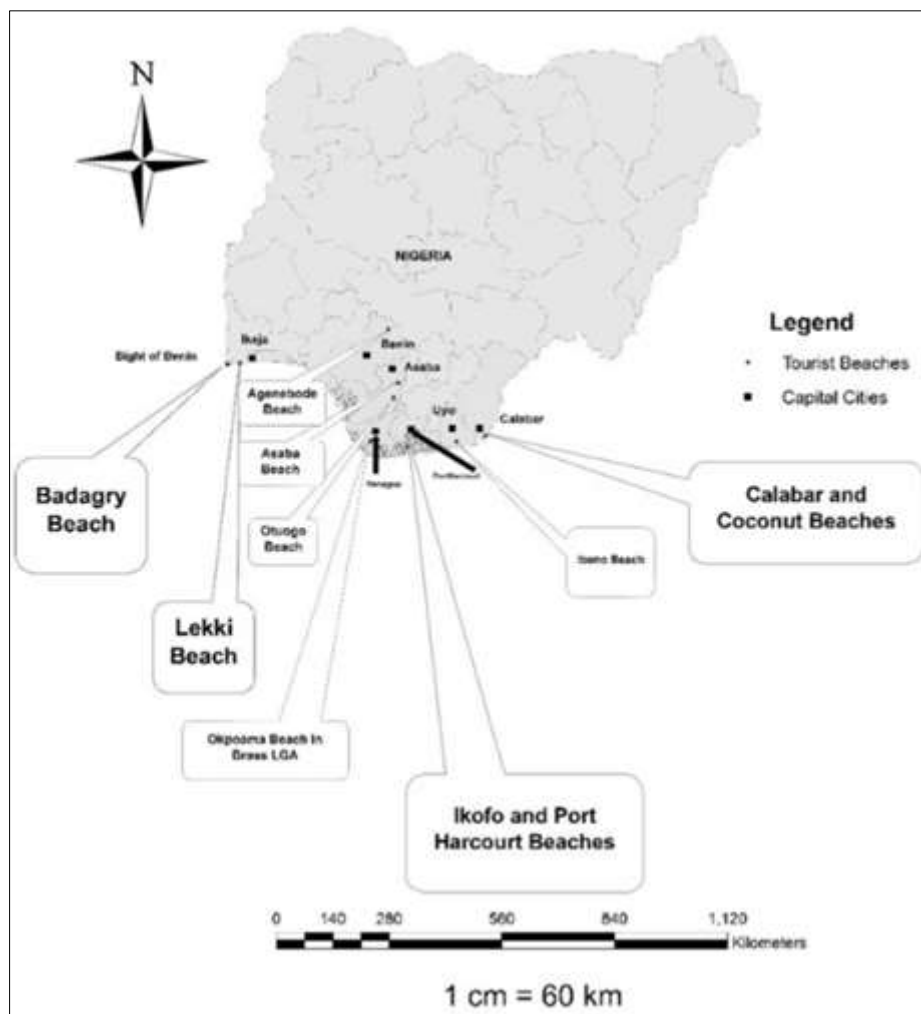 N
NIGERIA
Ikeja
Benin
Bight of Benin
Asaba
Agenebode
Beach
Uyo
Calabar
Asaba
Beach
Badagry
Beach
Otuogo
Beach
Calabar and
Coconut Beaches
Ibeno Beach
Lekki
Beach
Okpoama Beach In
Brass LGA
Ikofo and Port
Harcourt Beaches
Legend
Tourist Beaches
Capital Cities
0 140 280 560 840 1,120
Kilometers
1 cm = 60 km